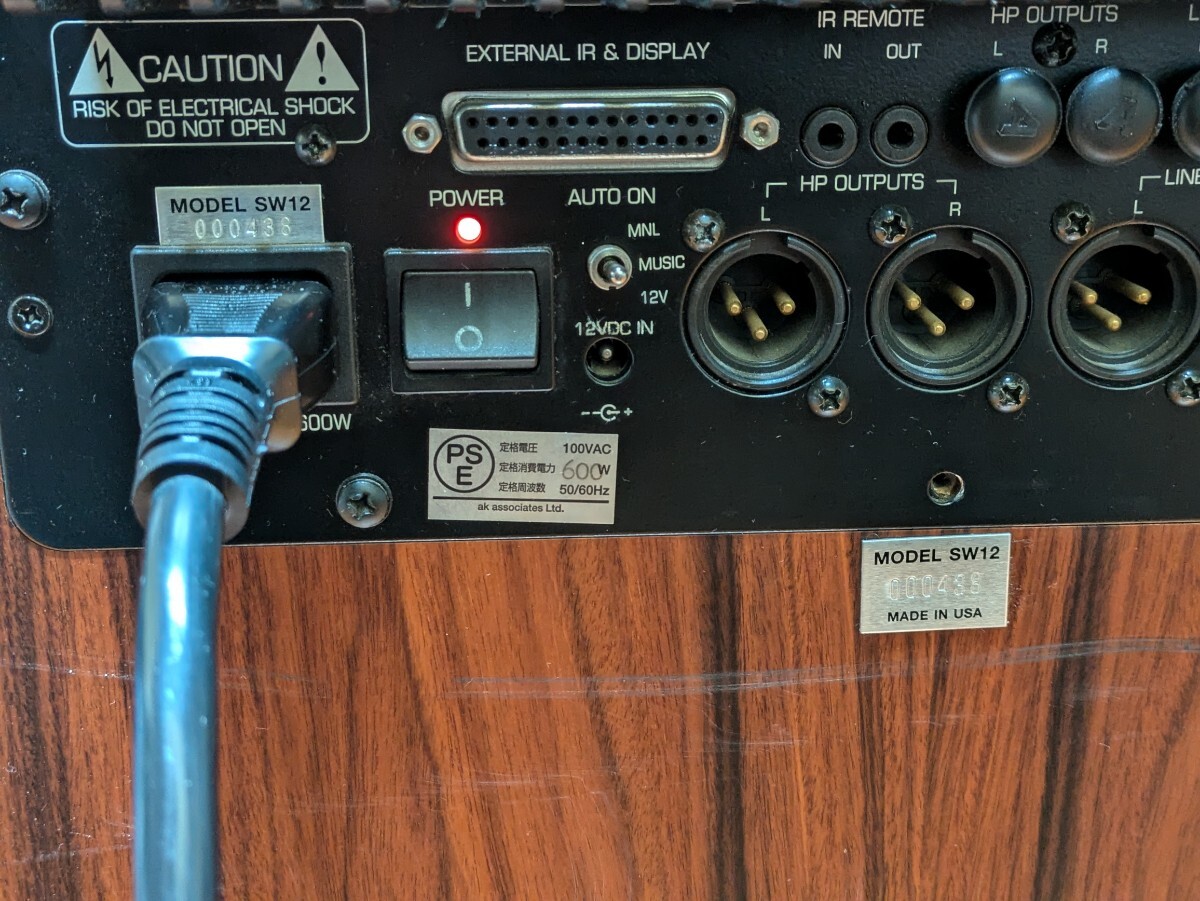 CAUTION
RISK OF ELECTRICAL SHOCK
DO NOT OPEN
EXTERNAL IR & DISPLAY
IR REMOTE
IN OUT
HP OUTPUTS
L R
MODEL SW12
000438
POWER
I
O
AUTO ON
MNL
MUSIC
12V
12VDC IN
- +
HP OUTPUTS
L R
LINE
L
600W
PSE
定格電圧 100VAC
定格消費電力 600W
定格周波数 50/60Hz
ak associates Ltd.
MODEL SW12
000438
MADE IN USA